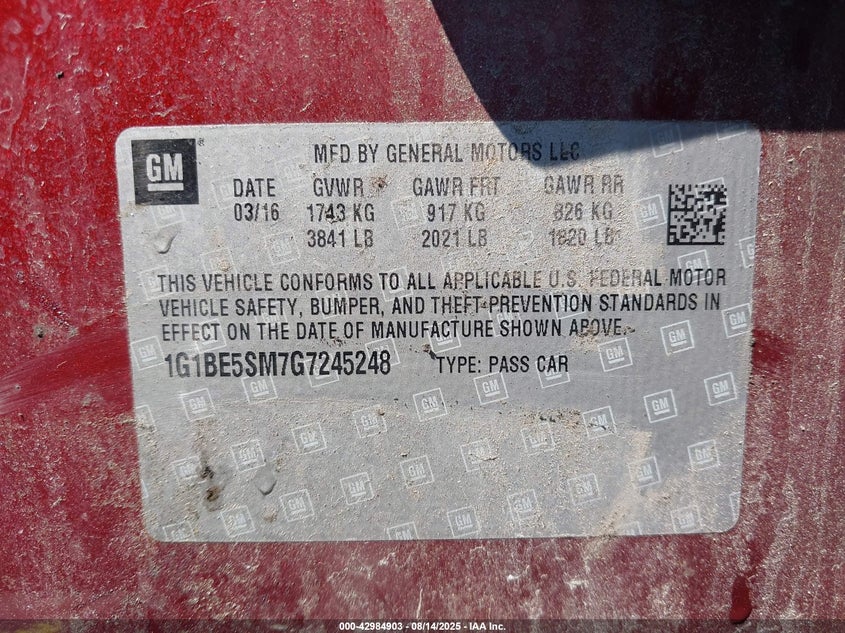 GM
MFD BY GENERAL MOTORS LLC
DATE GVWR GAWR FRT GAWR RR
03/16 1743 KG 917 KG 826 KG
3841 LB 2021 LB 1820 LB
THIS VEHICLE CONFORMS TO ALL APPLICABLE U.S. FEDERAL MOTOR
VEHICLE SAFETY, BUMPER, AND THEFT-PREVENTION STANDARDS IN
EFFECT ON THE DATE OF MANUFACTURE SHOWN ABOVE.
1G1BE5SM7G7245248 TYPE: PASS CAR
000-42984903 — 08/14/2025 — IAA Inc.